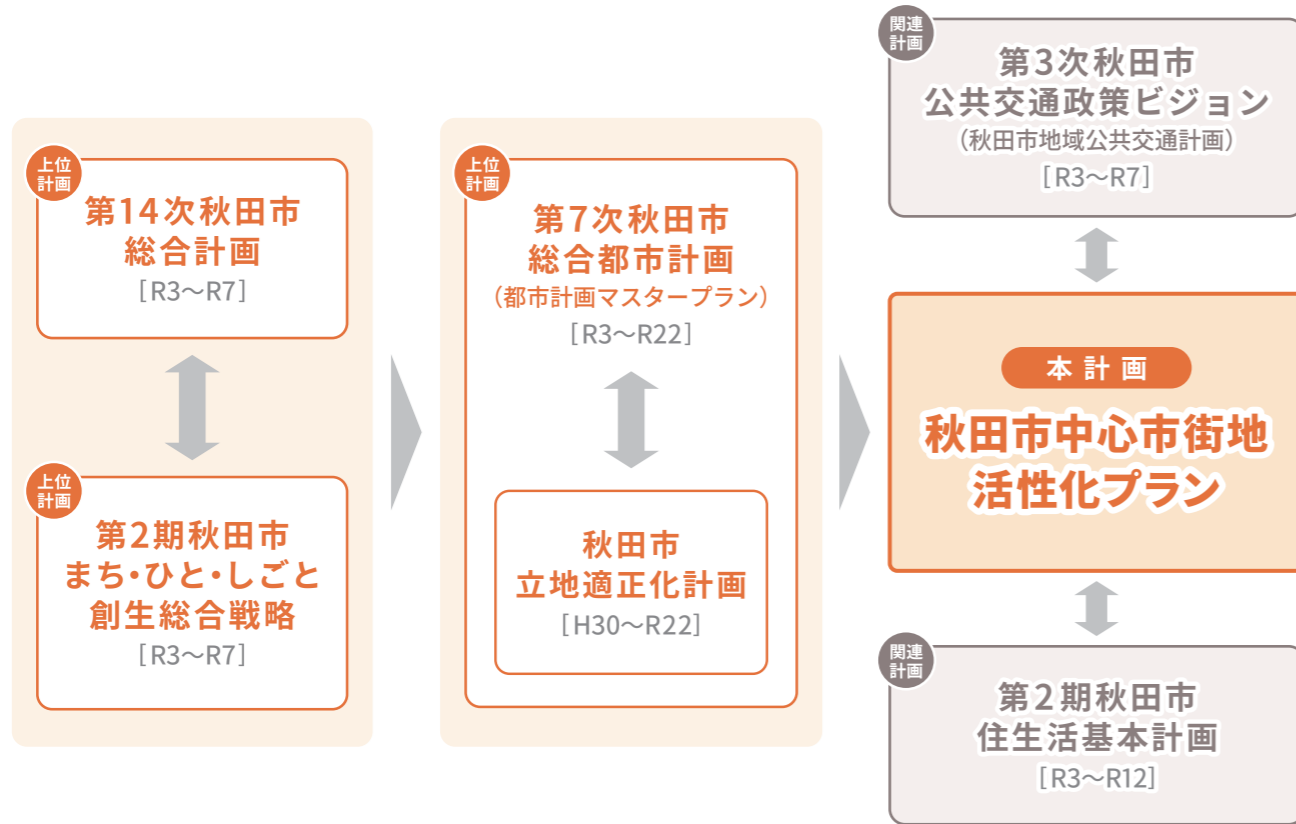 上位
計画
第14次秋田市
総合計画
［R3～R7］
上位
計画
第2期秋田市
まち・ひと・しごと
創生総合戦略
［R3～R7］
上位
計画
第7次秋田市
総合都市計画
（都市計画マスタープラン）
［R3～R22］
秋田市
立地適正化計画
［H30～R22］
関連
計画
第3次秋田市
公共交通政策ビジョン
（秋田市地域公共交通計画）
［R3～R7］
本計画
秋田市中心市街地
活性化プラン
関連
計画
第2期秋田市
住生活基本計画
［R3～R12］